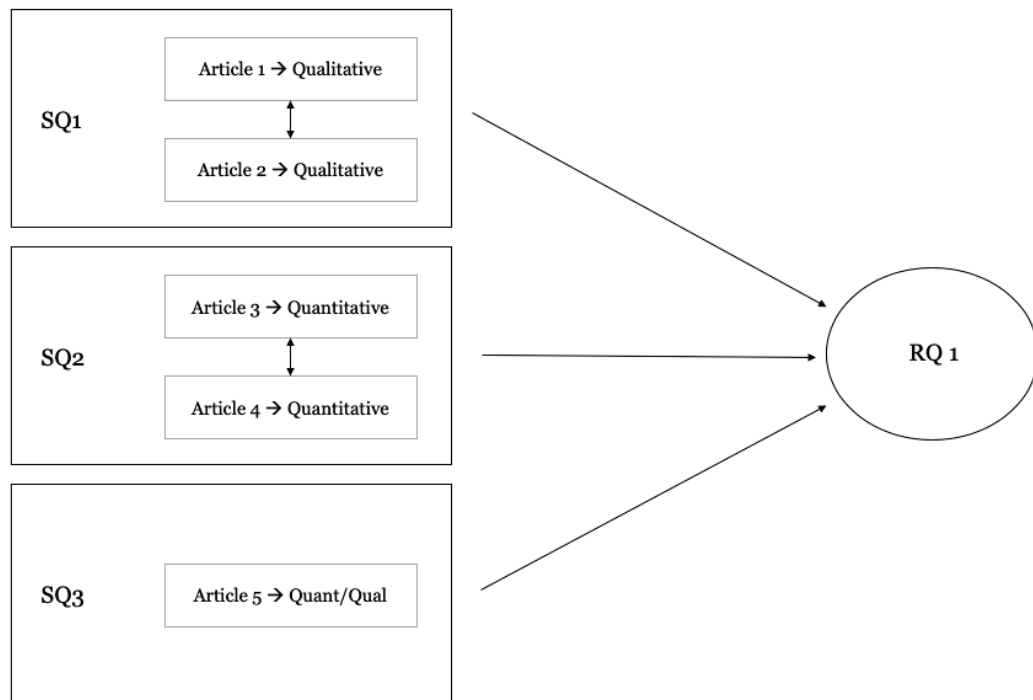 Article 1 → Qualitative
SQ1
Article 2 → Qualitative
Article 3 → Quantitative
SQ2
RQ 1
Article 4 → Quantitative
SQ3
Article 5 → Quant/Qual